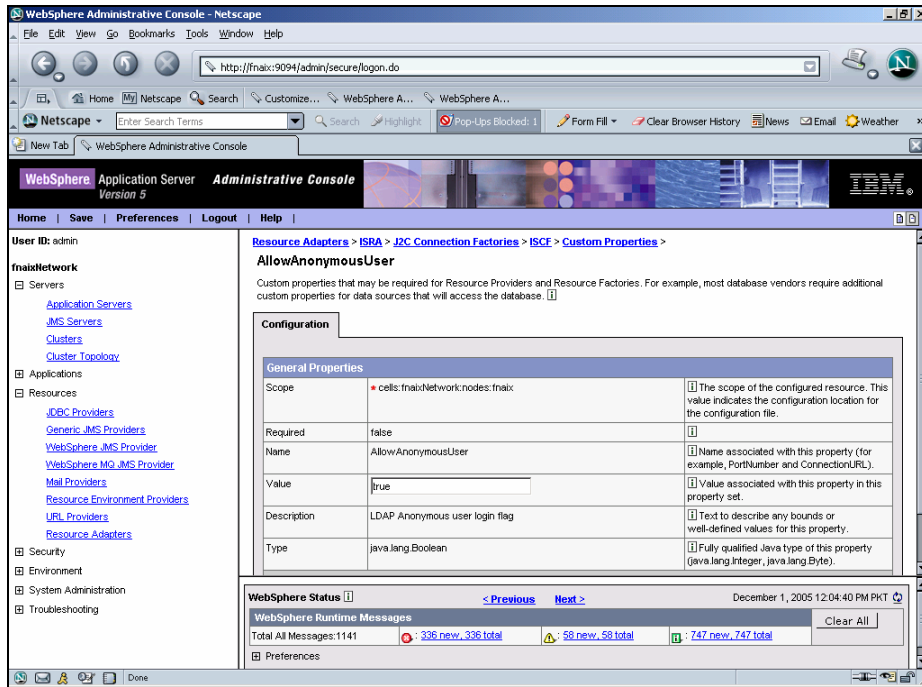 WebSphere Administrative Console - Netscape
File Edit View Go Bookmarks Tools Window Help
http://fnaix:9094/admin/secure/logon.do
N
Home My Netscape Search Customize... WebSphere A... WebSphere A...
Netscape Enter Search Terms Search Highlight Pop-Ups Blocked: 1 Form Fill Clear Browser History News Email Weather »
New Tab WebSphere Administrative Console
WebSphere. Application Server Administrative Console
Version 5
IBM.
Home | Save | Preferences | Logout | Help |
User ID: admin
fnaixNetwork
Servers
Application Servers
JMS Servers
Clusters
Cluster Topology
Applications
Resources
JDBC Providers
Generic JMS Providers
WebSphere JMS Provider
WebSphere MQ JMS Provider
Mail Providers
Resource Environment Providers
URL Providers
Resource Adapters
Security
Environment
System Administration
Troubleshooting
Resource Adapters > ISRA > J2C Connection Factories > ISCF > Custom Properties >
AllowAnonymousUser
Custom properties that may be required for Resource Providers and Resource Factories. For example, most database vendors require additional
custom properties for data sources that will access the database. i
Configuration
General Properties
Scope * cells:fnaixNetwork:nodes:fnaix i The scope of the configured resource. This
value indicates the configuration location for
the configuration file.
Required false i
Name AllowAnonymousUser i Name associated with this property (for
example, PortNumber and ConnectionURL).
Value true i Value associated with this property in this
property set.
Description LDAP Anonymous user login flag i Text to describe any bounds or
well-defined values for this property.
Type java.lang.Boolean i Fully qualified Java type of this property
(java.lang.Integer, java.lang.Byte).
WebSphere Status i < Previous Next > December 1, 2005 12:04:40 PM PKT
WebSphere Runtime Messages
Clear All
Total All Messages:1141 : 336 new, 336 total : 58 new, 58 total : 747 new, 747 total
Preferences
Done